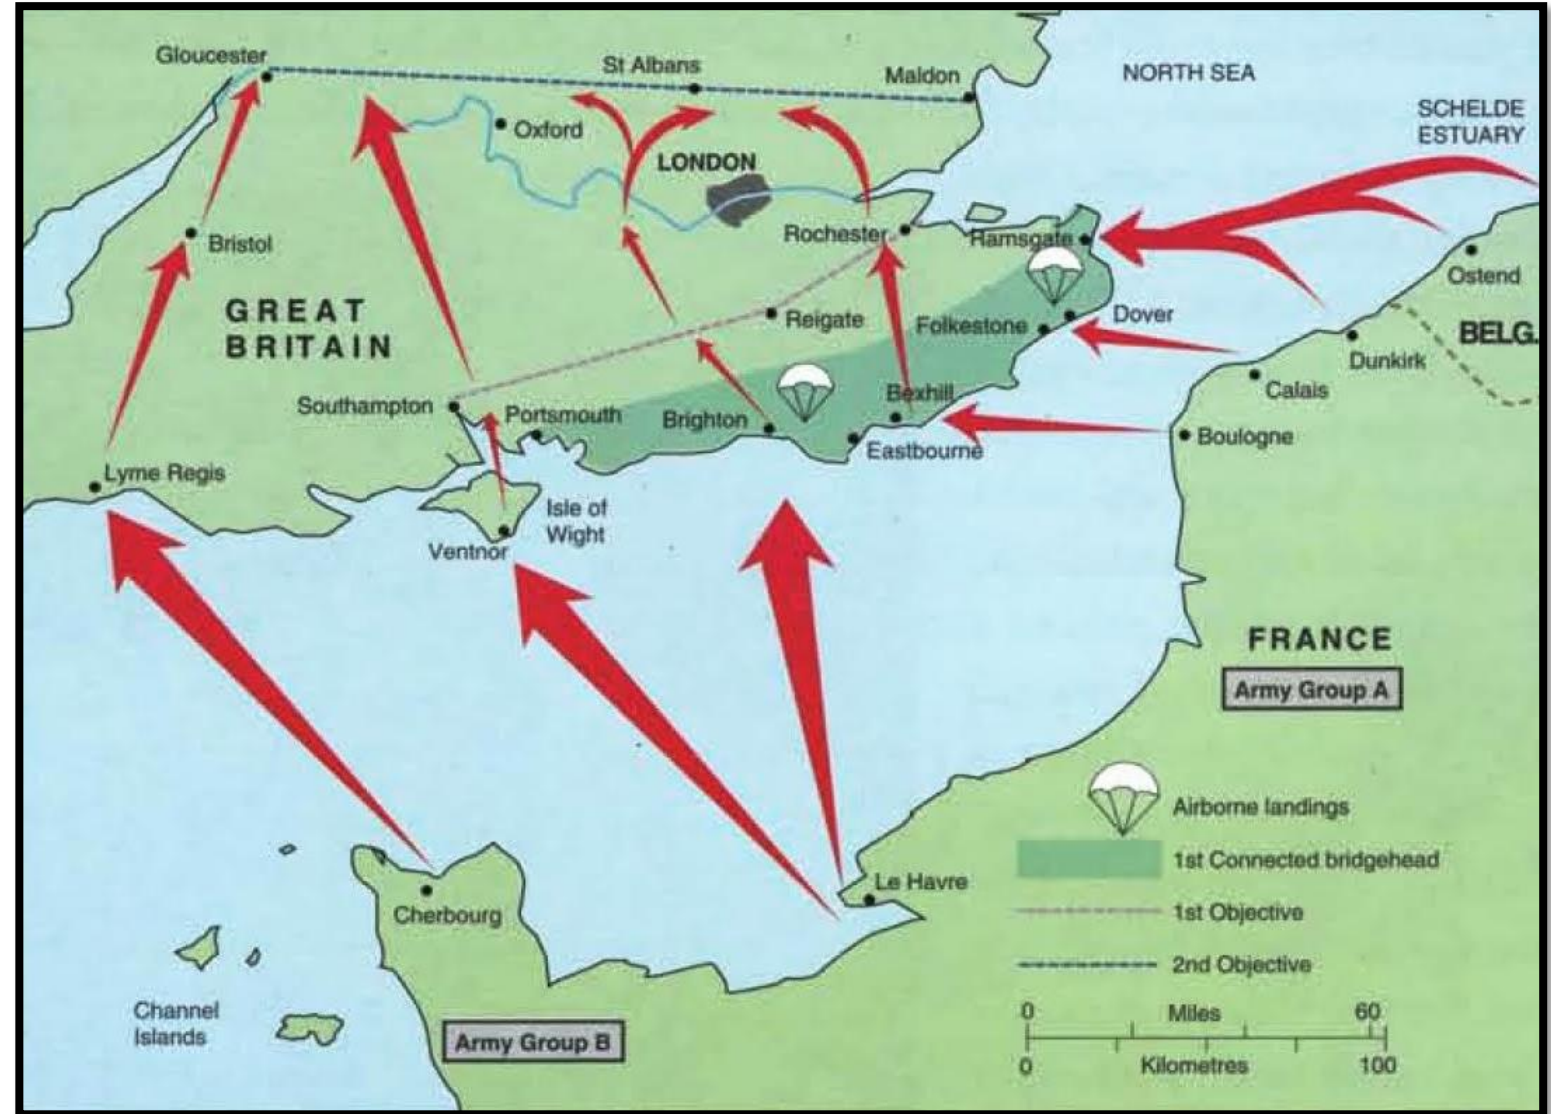 Gloucester
St Albans
Maldon
NORTH SEA
SCHELDE
ESTUARY
Oxford
LONDON
Bristol
Rochester
Ramsgate
Ostend
GREAT
BRITAIN
Reigate
Folkestone
Dover
BELG.
Dunkirk
Calais
Southampton
Portsmouth
Brighton
Bexhill
Eastbourne
Boulogne
Lyme Regis
Isle of
Wight
Ventnor
FRANCE
Army Group A
Airborne landings
1st Connected bridgehead
Le Havre
Cherbourg
1st Objective
2nd Objective
Channel
Islands
Army Group B
0 Miles 60
0 Kilometres 100